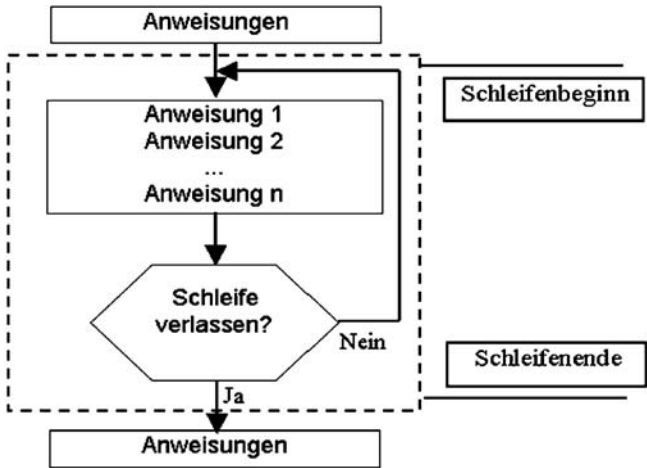 Anweisungen
Schleifenbeginn
Anweisung 1
Anweisung 2
...
Anweisung n
Schleife
verlassen?
Nein
Schleifenende
Ja
Anweisungen